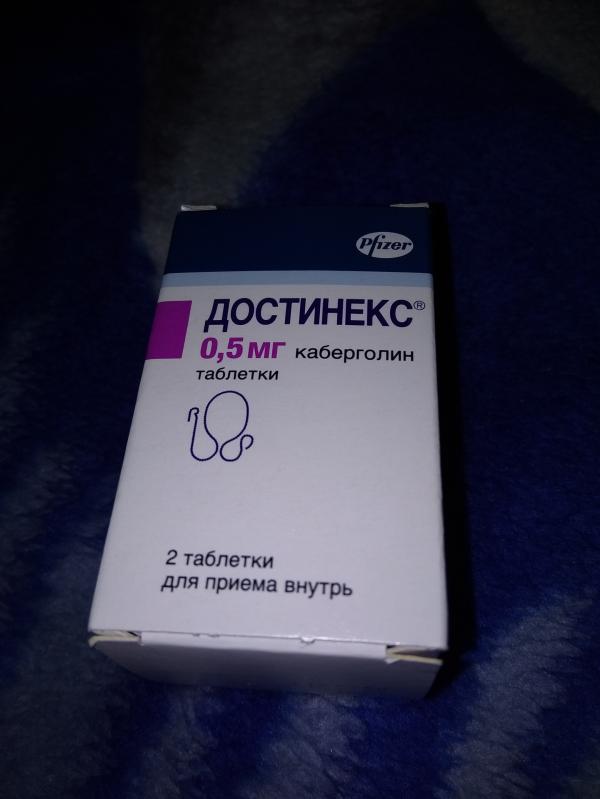 Pfizer
ДОСТИНЕКС®
0,5 мг каберголин
таблетки
2 таблетки
для приема внутрь